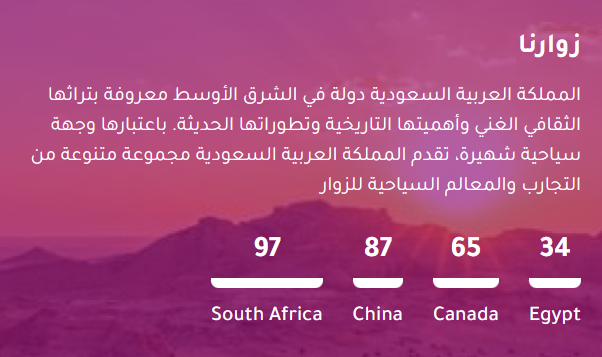 زوارنا
المملكة العربية السعودية دولة في الشرق الأوسط معروفة بتراثها
الثقافي الغني وأهميتها التاريخية وتطوراتها الحديثة. باعتبارها وجهة
سياحية شهيرة، تقدم المملكة العربية السعودية مجموعة متنوعة من
التجارب والمعالم السياحية للزوار
34 65 87 97
Egypt Canada China South Africa